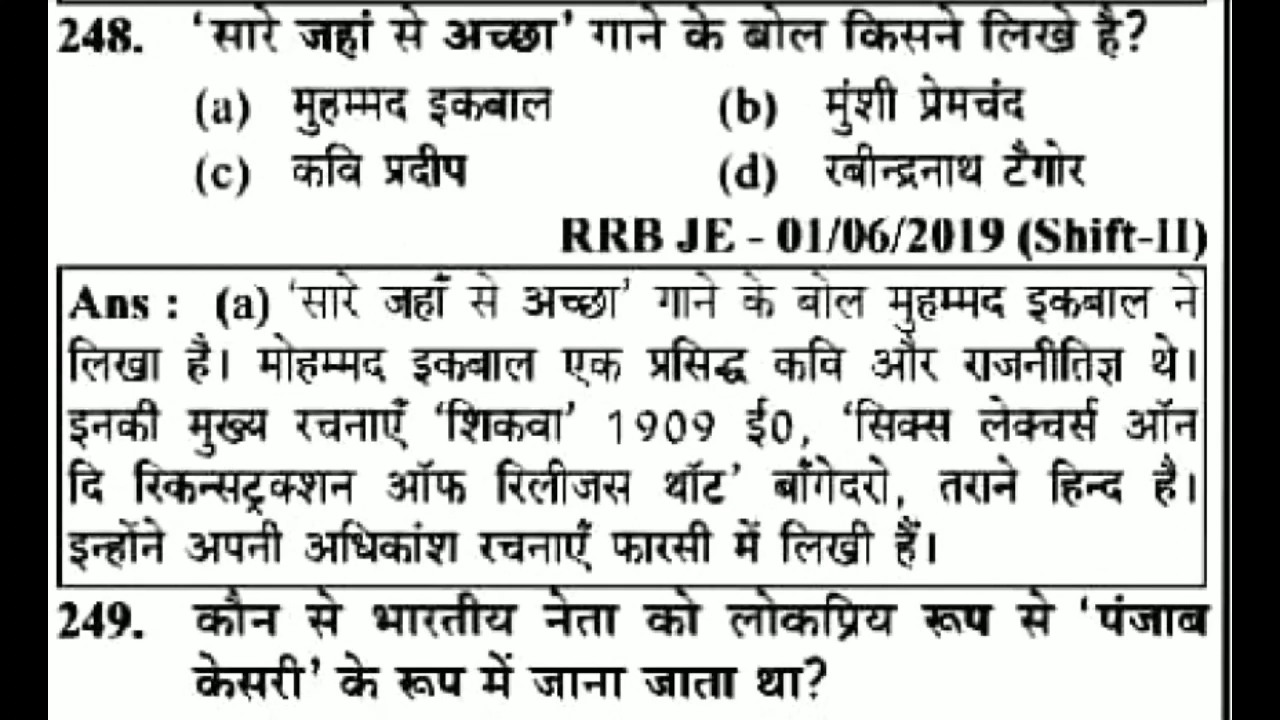 248. 'सारे जहां से अच्छा' गाने के बोल किसने लिखे है?
(a) मुहम्मद इकबाल (b) मुंशी प्रेमचंद
(c) कवि प्रदीप (d) रबीन्द्रनाथ टैगोर
RRB JE - 01/06/2019 (Shift-II)
Ans : (a) 'सारे जहाँ से अच्छा' गाने के बोल मुहम्मद इकबाल ने
लिखा है। मोहम्मद इकबाल एक प्रसिद्ध कवि और राजनीतिज्ञ थे।
इनकी मुख्य रचनाएँ 'शिकवा' 1909 ई0, 'सिक्स लेक्चर्स ऑन
दि रिकन्सट्रक्शन ऑफ रिलीजस थॉट' बाँगेदरो, तराने हिन्द है।
इन्होंने अपनी अधिकांश रचनाएँ फारसी में लिखी हैं।
249. कौन से भारतीय नेता को लोकप्रिय रूप से 'पंजाब
केसरी' के रूप में जाना जाता था?